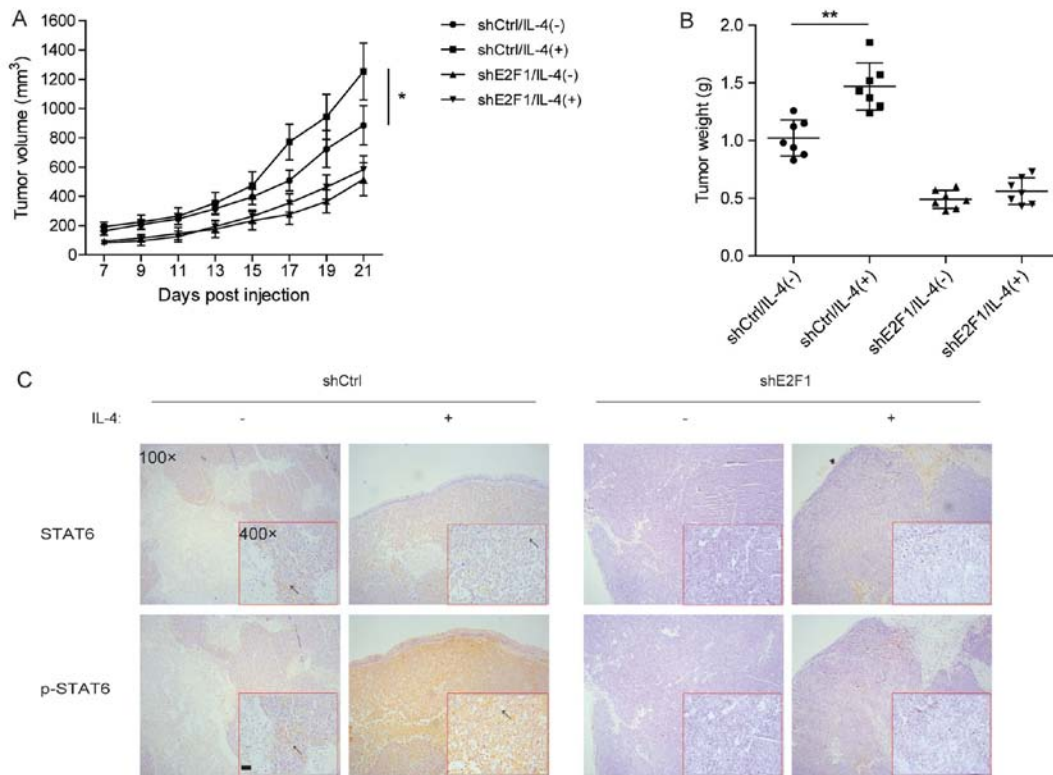 A
Tumor volume (mm³)
1600
1400
1200
1000
800
600
400
200
0
7 9 11 13 15 17 19 21
Days post injection
*
shCtrl/IL-4(-)
shCtrl/IL-4(+)
shE2F1/IL-4(-)
shE2F1/IL-4(+)
B
Tumor weight (g)
2.0
1.5
1.0
0.5
0.0
**
shCtrl/IL-4(-)
shCtrl/IL-4(+)
shE2F1/IL-4(-)
shE2F1/IL-4(+)
C
shCtrl shE2F1
IL-4: - + - +
100×
400×
STAT6
p-STAT6